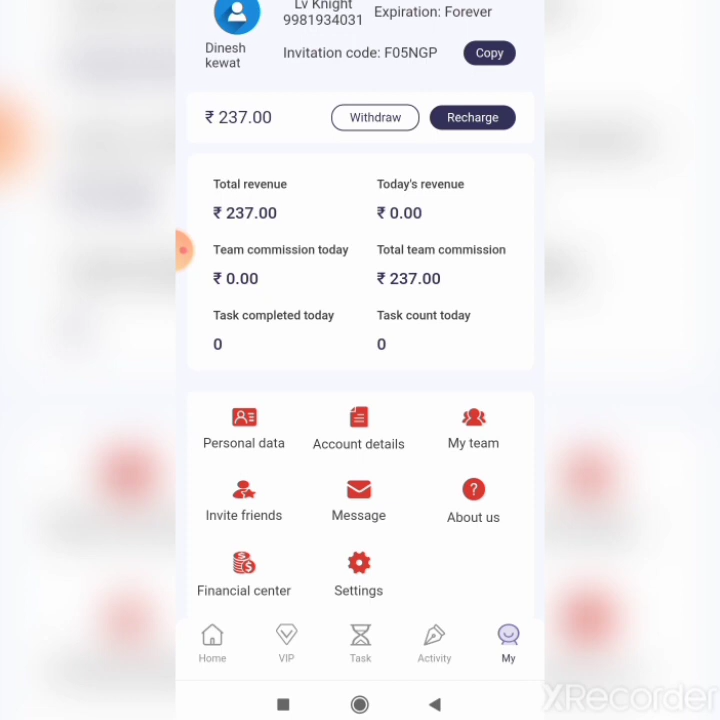 Lv Knight
9981934031
Expiration: Forever
Dinesh
kewat
Invitation code: F05NGP
Copy
₹ 237.00
Withdraw
Recharge
Total revenue
Today's revenue
₹ 237.00
₹ 0.00
Team commission today
Total team commission
₹ 0.00
₹ 237.00
Task completed today
Task count today
0
0
Personal data
Account details
My team
Invite friends
Message
About us
Financial center
Settings
Home
VIP
Task
Activity
My
XRecorder